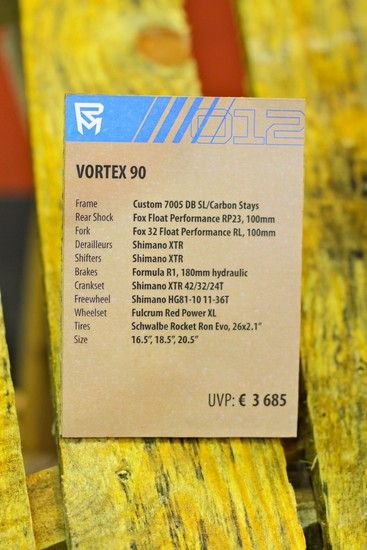 RM
012
VORTEX 90
Frame Custom 7005 DB SL/Carbon Stays
Rear Shock Fox Float Performance RP23, 100mm
Fork Fox 32 Float Performance RL, 100mm
Derailleurs Shimano XTR
Shifters Shimano XTR
Brakes Formula R1, 180mm hydraulic
Crankset Shimano XTR 42/32/24T
Freewheel Shimano HG81-10 11-36T
Wheelset Fulcrum Red Power XL
Tires Schwalbe Rocket Ron Evo, 26x2.1"
Size 16.5", 18.5", 20.5"
UVP: € 3 685